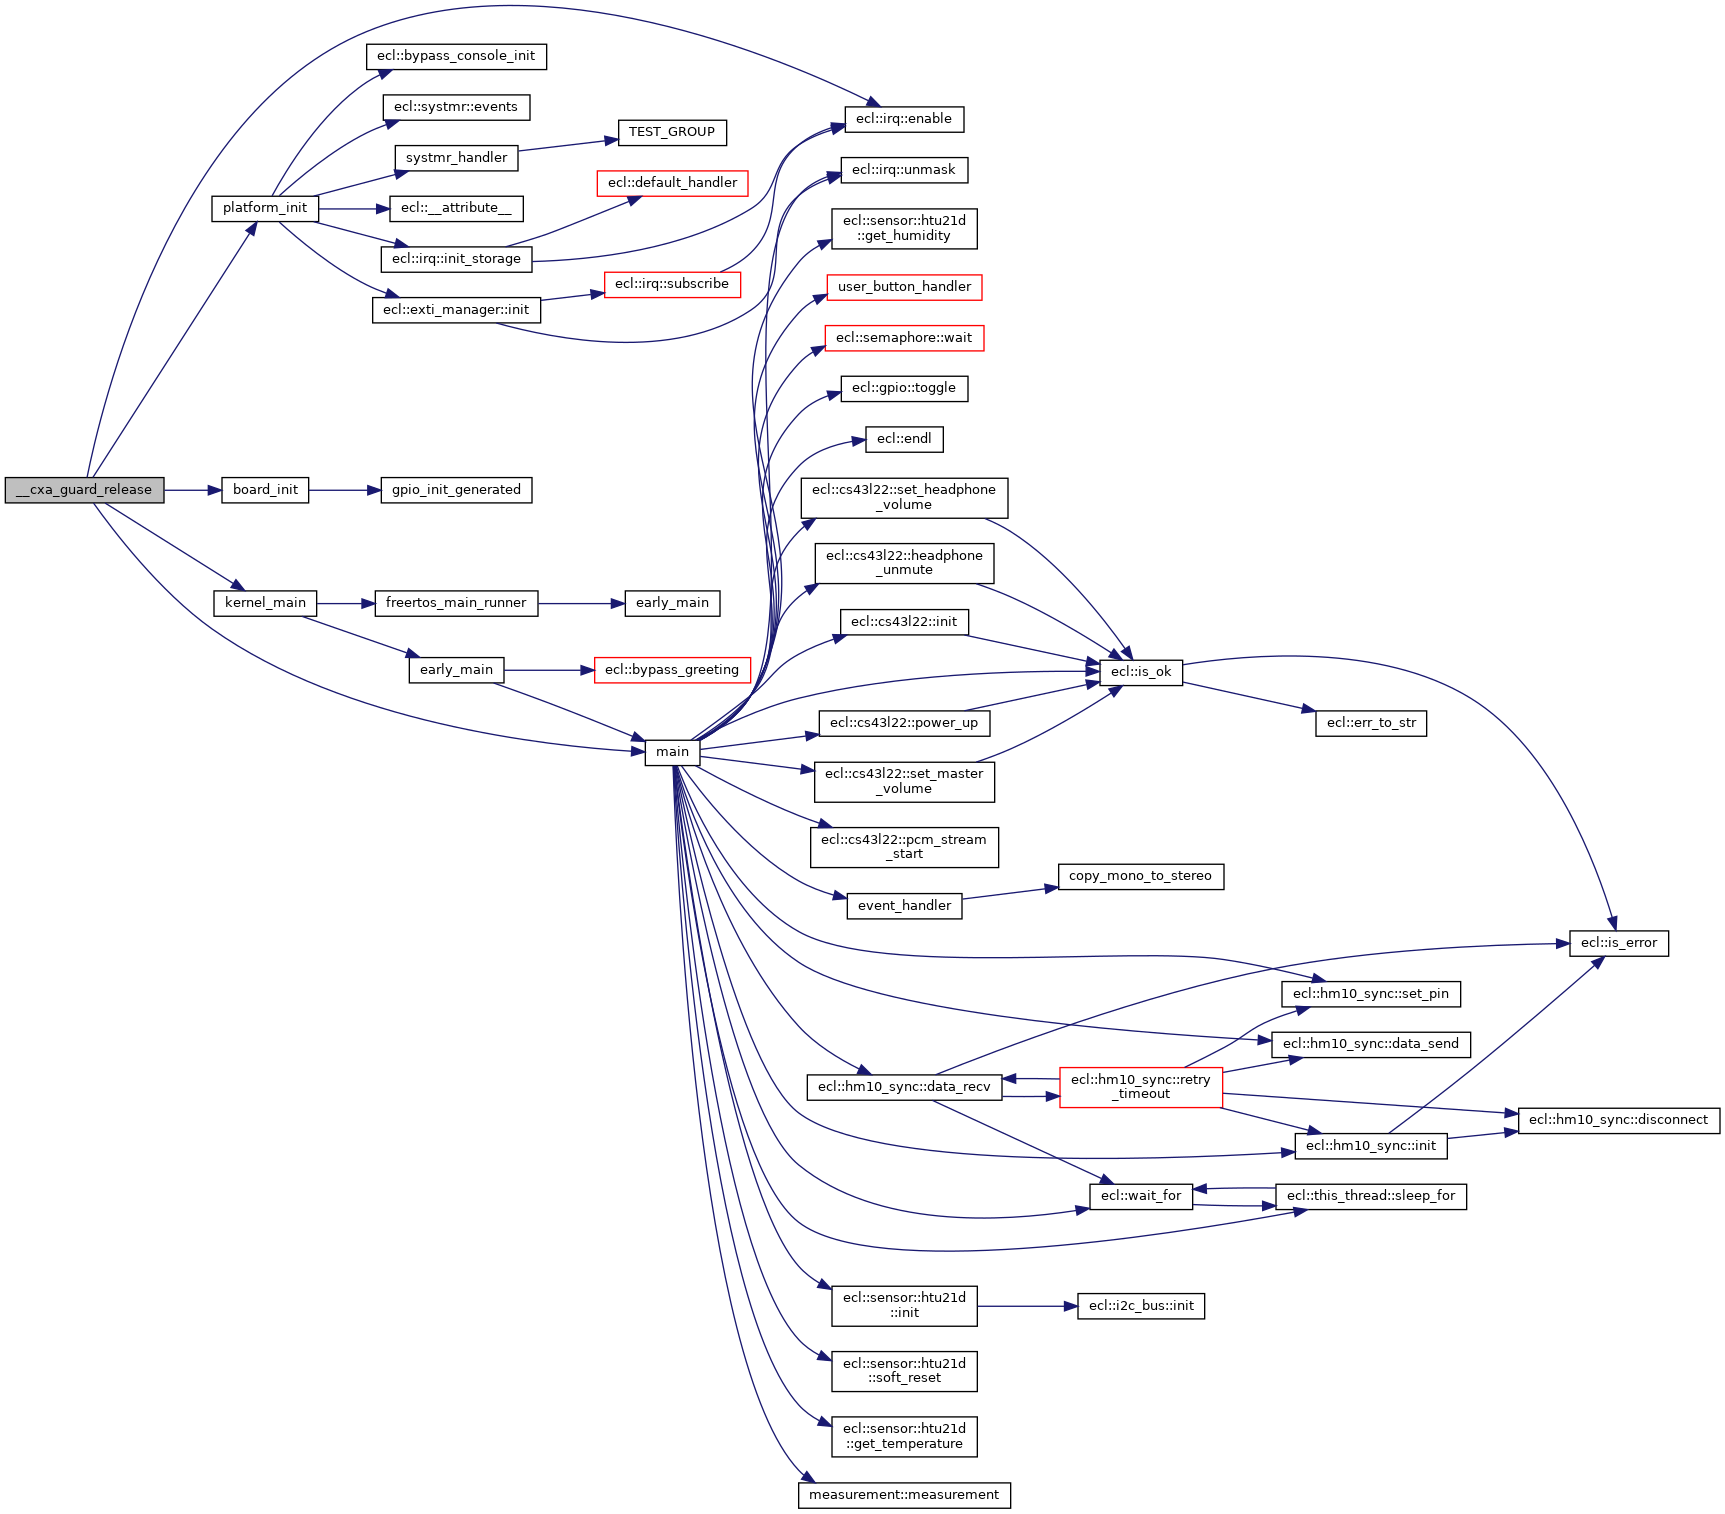 ecl::bypass_console_init
ecl::systmr::events
systmr_handler
TEST_GROUP
ecl::irq::enable
ecl::irq::unmask
ecl::default_handler
platform_init
ecl::__attribute__
ecl::irq::init_storage
ecl::irq::subscribe
ecl::exti_manager::init
ecl::sensor::htu21d
::get_humidity
user_button_handler
ecl::semaphore::wait
ecl::gpio::toggle
ecl::endl
__cxa_guard_release
board_init
gpio_init_generated
ecl::cs43l22::set_headphone
_volume
ecl::cs43l22::headphone
_unmute
kernel_main
freertos_main_runner
early_main
ecl::cs43l22::init
early_main
ecl::bypass_greeting
ecl::is_ok
ecl::cs43l22::power_up
ecl::err_to_str
main
ecl::cs43l22::set_master
_volume
ecl::cs43l22::pcm_stream
_start
copy_mono_to_stereo
event_handler
ecl::is_error
ecl::hm10_sync::set_pin
ecl::hm10_sync::data_send
ecl::hm10_sync::data_recv
ecl::hm10_sync::retry
_timeout
ecl::hm10_sync::disconnect
ecl::hm10_sync::init
ecl::wait_for
ecl::this_thread::sleep_for
ecl::sensor::htu21d
::init
ecl::i2c_bus::init
ecl::sensor::htu21d
::soft_reset
ecl::sensor::htu21d
::get_temperature
measurement::measurement